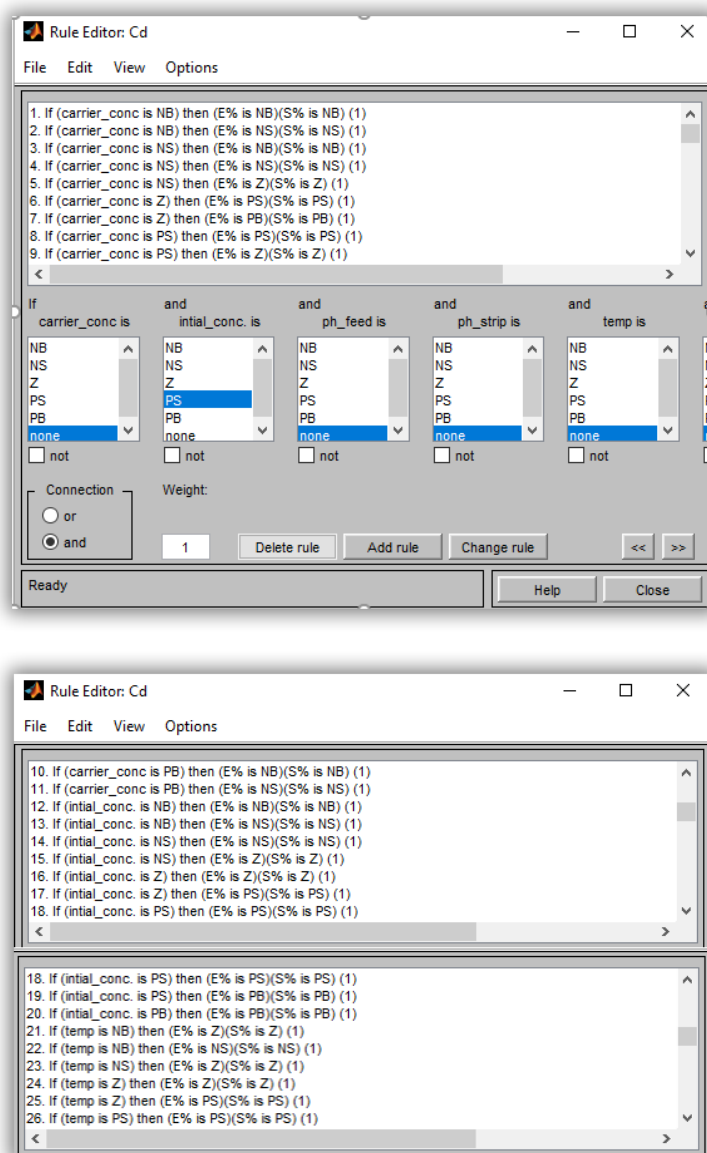 Rule Editor: Cd
File Edit View Options
1. If (carrier_conc is NB) then (E% is NB)(S% is NB) (1)
2. If (carrier_conc is NB) then (E% is NS)(S% is NS) (1)
3. If (carrier_conc is NS) then (E% is NB)(S% is NB) (1)
4. If (carrier_conc is NS) then (E% is NS)(S% is NS) (1)
5. If (carrier_conc is NS) then (E% is Z)(S% is Z) (1)
6. If (carrier_conc is Z) then (E% is PS)(S% is PS) (1)
7. If (carrier_conc is Z) then (E% is PB)(S% is PB) (1)
8. If (carrier_conc is PS) then (E% is PS)(S% is PS) (1)
9. If (carrier_conc is PS) then (E% is Z)(S% is Z) (1)
If and and and and
carrier_conc is intial_conc. is ph_feed is ph_strip is temp is
NB NB NB NB NB
NS NS NS NS NS
Z Z Z Z Z
PS PS PS PS PS
PB PB PB PB PB
none none none none none
not not not not not
Connection Weight:
or
and 1 Delete rule Add rule Change rule << >>
Ready Help Close
Rule Editor: Cd
File Edit View Options
10. If (carrier_conc is PB) then (E% is NB)(S% is NB) (1)
11. If (carrier_conc is PB) then (E% is NS)(S% is NS) (1)
12. If (intial_conc. is NB) then (E% is NB)(S% is NB) (1)
13. If (intial_conc. is NB) then (E% is NS)(S% is NS) (1)
14. If (intial_conc. is NS) then (E% is NS)(S% is NS) (1)
15. If (intial_conc. is NS) then (E% is Z)(S% is Z) (1)
16. If (intial_conc. is Z) then (E% is Z)(S% is Z) (1)
17. If (intial_conc. is Z) then (E% is PS)(S% is PS) (1)
18. If (intial_conc. is PS) then (E% is PS)(S% is PS) (1)
18. If (intial_conc. is PS) then (E% is PS)(S% is PS) (1)
19. If (intial_conc. is PS) then (E% is PB)(S% is PB) (1)
20. If (intial_conc. is PB) then (E% is PB)(S% is PB) (1)
21. If (temp is NB) then (E% is Z)(S% is Z) (1)
22. If (temp is NB) then (E% is NS)(S% is NS) (1)
23. If (temp is NS) then (E% is Z)(S% is Z) (1)
24. If (temp is Z) then (E% is Z)(S% is Z) (1)
25. If (temp is Z) then (E% is PS)(S% is PS) (1)
26. If (temp is PS) then (E% is PS)(S% is PS) (1)